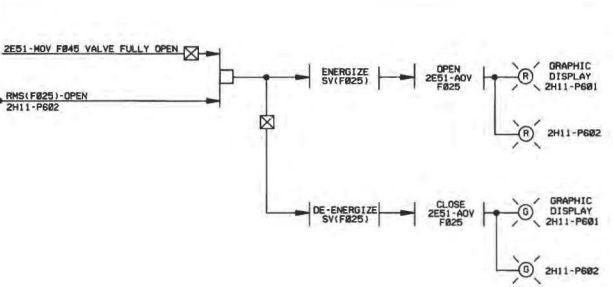 2E51-MOV F045 VALVE FULLY OPEN
RMS(F025)-OPEN
2H11-P602
ENERGIZE
SV(F025)
OPEN
2E51-AOV
F025
R
GRAPHIC
DISPLAY
2H11-P601
R
2H11-P602
DE-ENERGIZE
SV(F025)
CLOSE
2E51-AOV
F025
G
GRAPHIC
DISPLAY
2H11-P601
G
2H11-P602